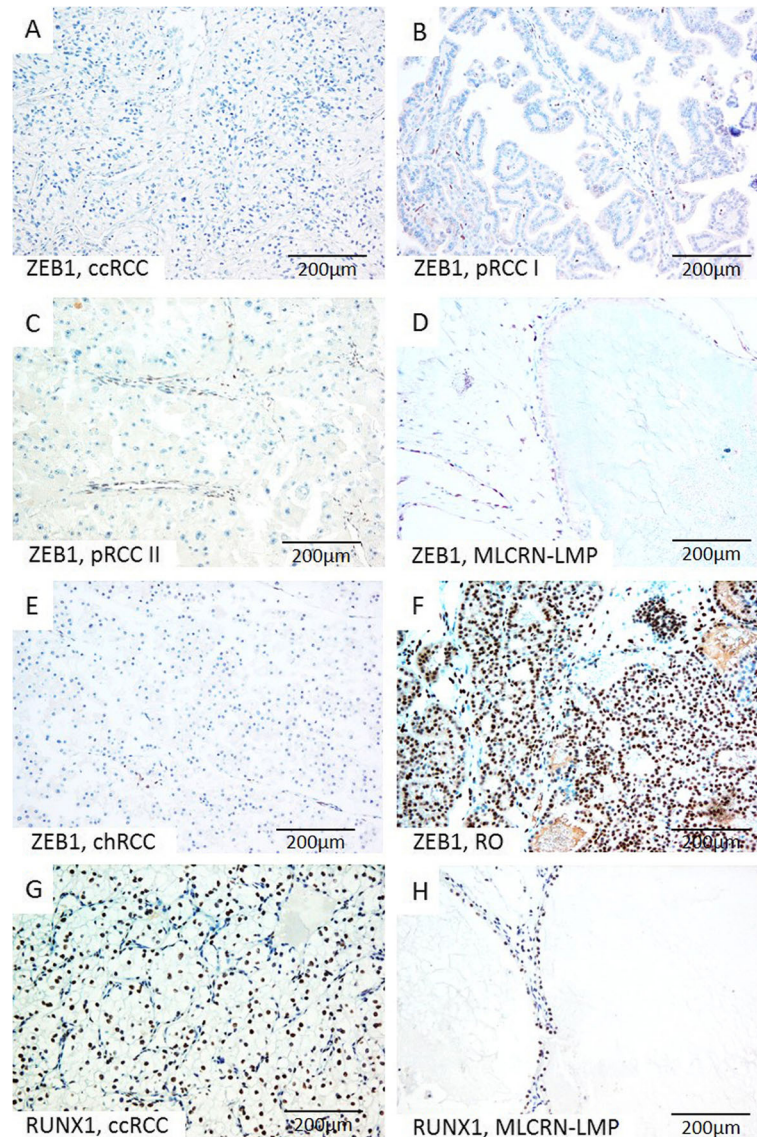 A
200μm
ZEB1, ccRCC
B
200μm
ZEB1, pRCC I
C
200μm
ZEB1, pRCC II
D
200μm
ZEB1, MLCRN-LMP
E
200μm
ZEB1, chRCC
F
200μm
ZEB1, RO
G
200μm
RUNX1, ccRCC
H
200μm
RUNX1, MLCRN-LMP